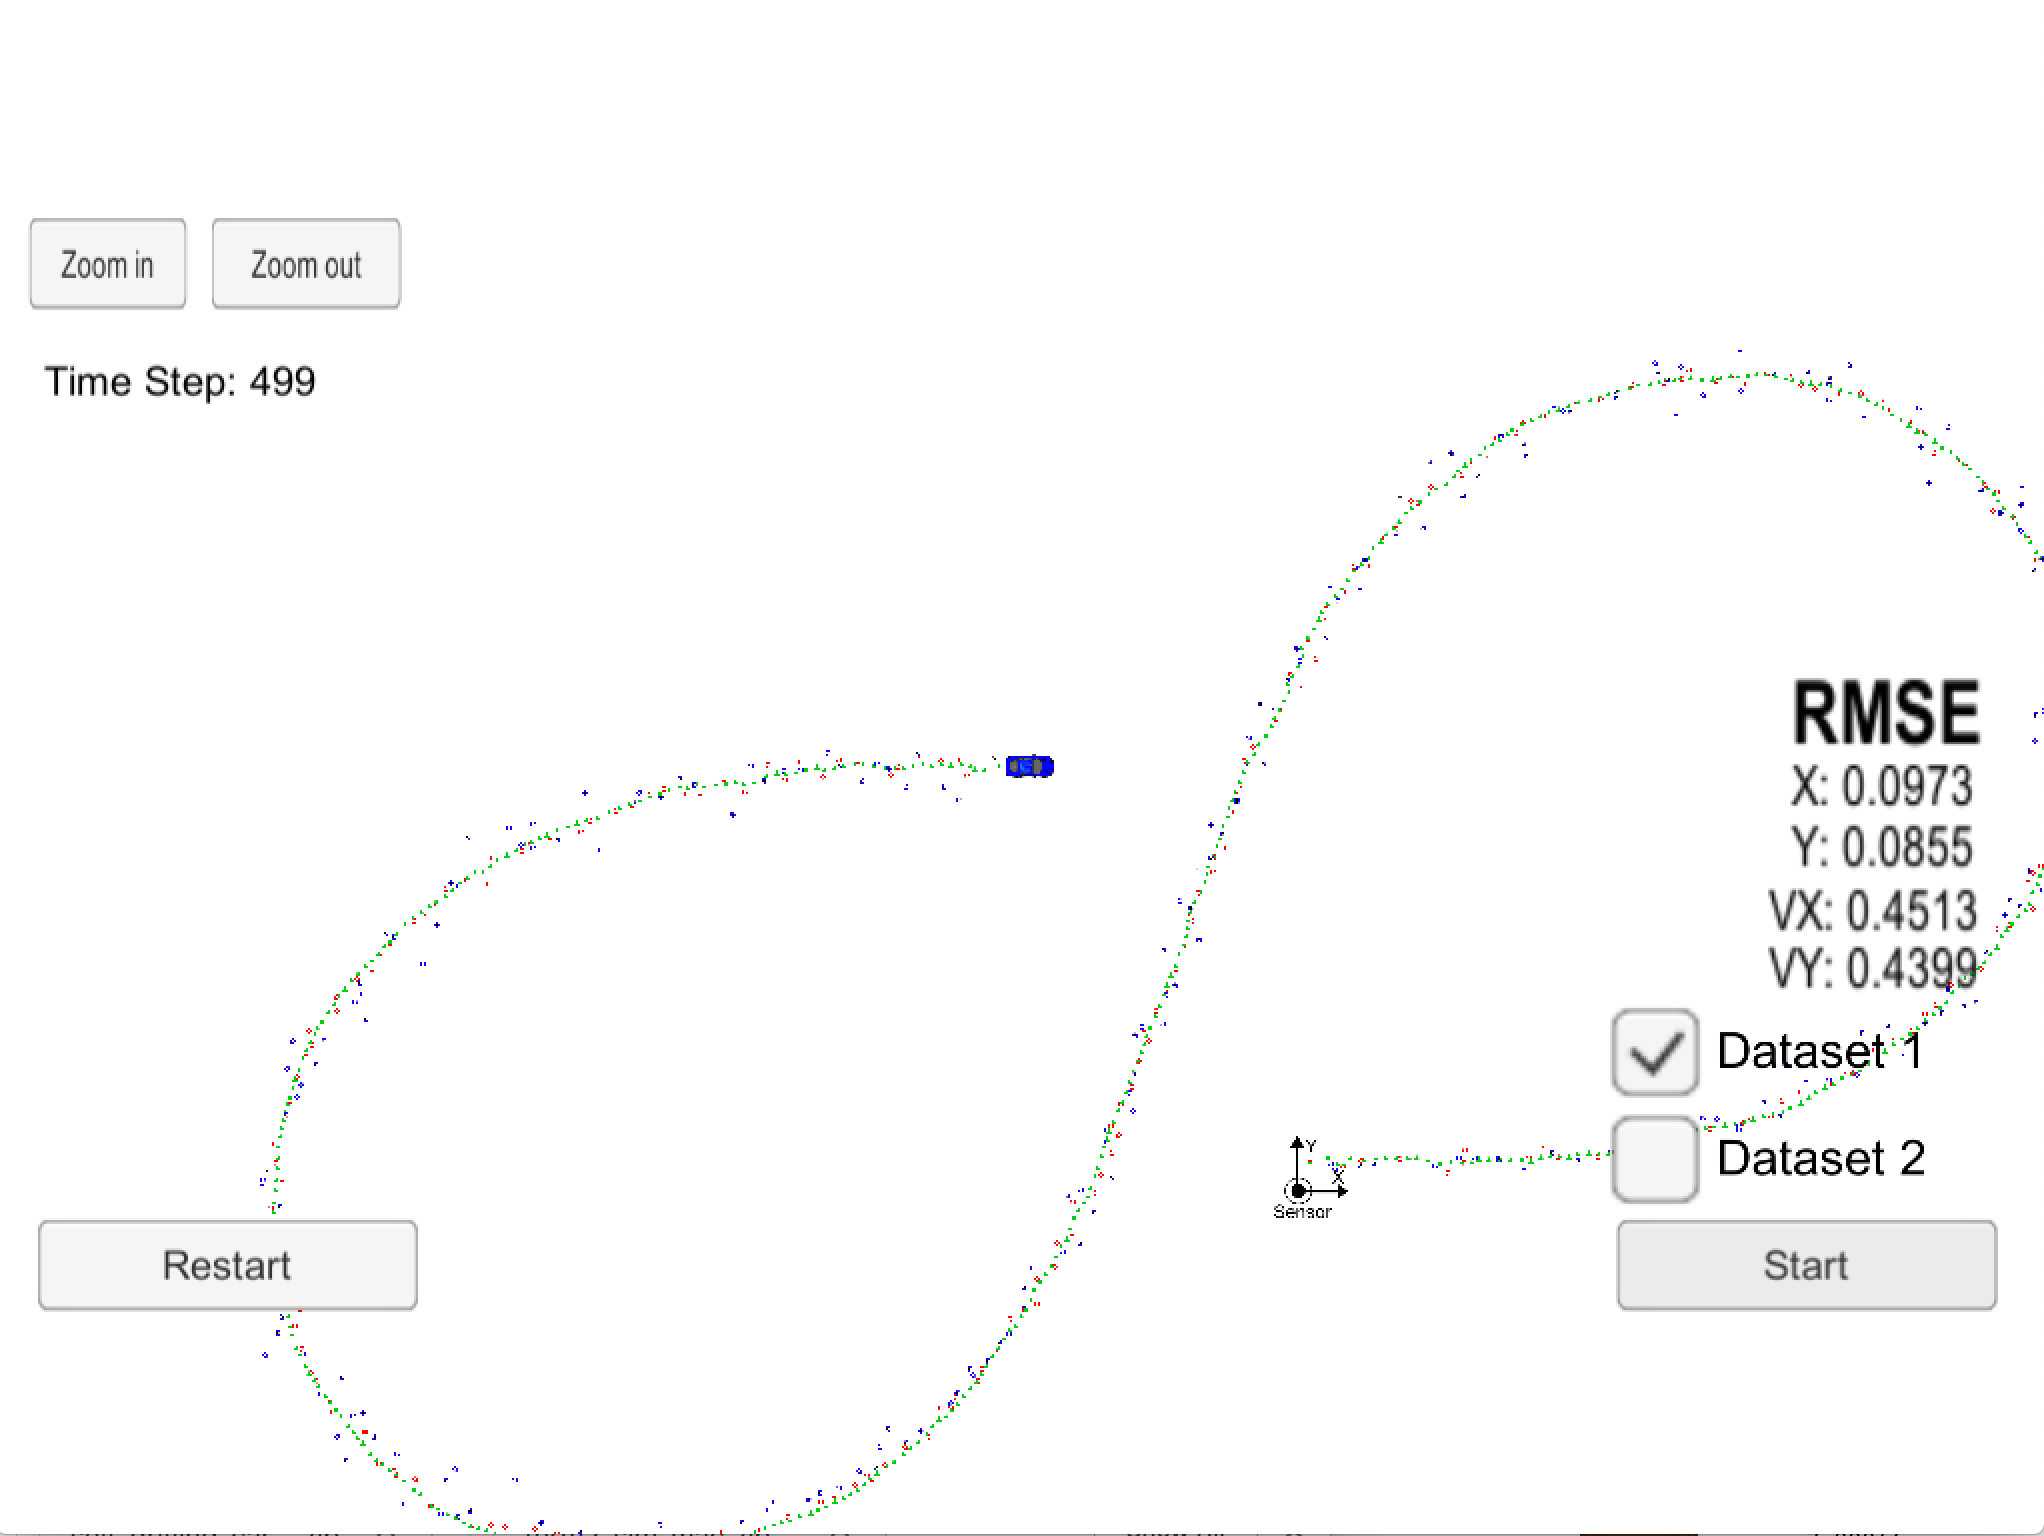 Zoom in
Zoom out
Time Step: 499
RMSE
X: 0.0973
Y: 0.0855
VX: 0.4513
VY: 0.4399
Dataset 1
Y
X
Sensor
Dataset 2
Restart
Start